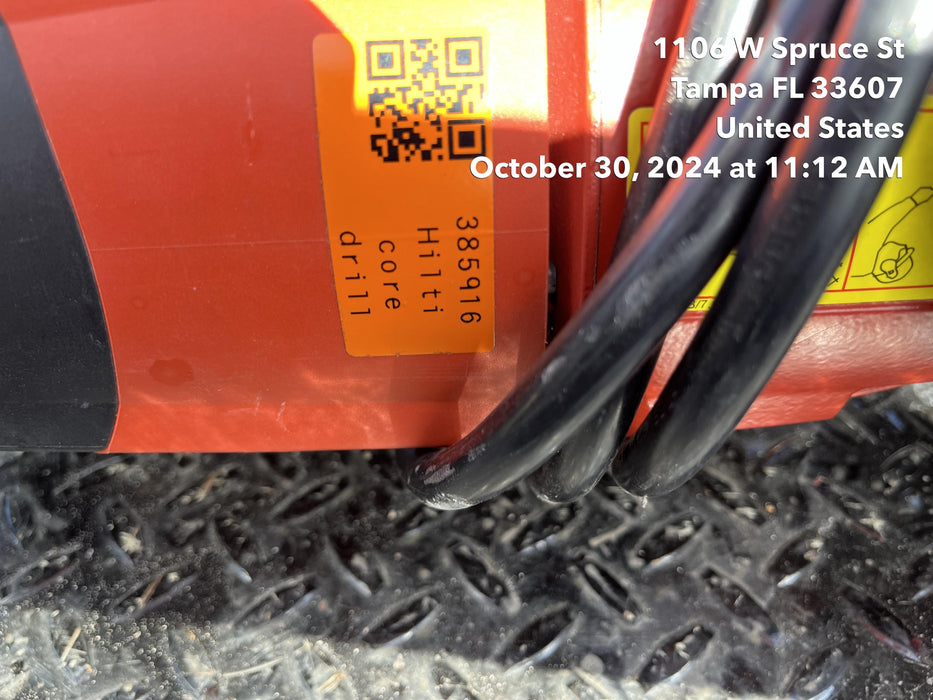 1106 W Spruce St
Tampa FL 33607
United States
October 30, 2024 at 11:12 AM
385916
Hilti
core
drill